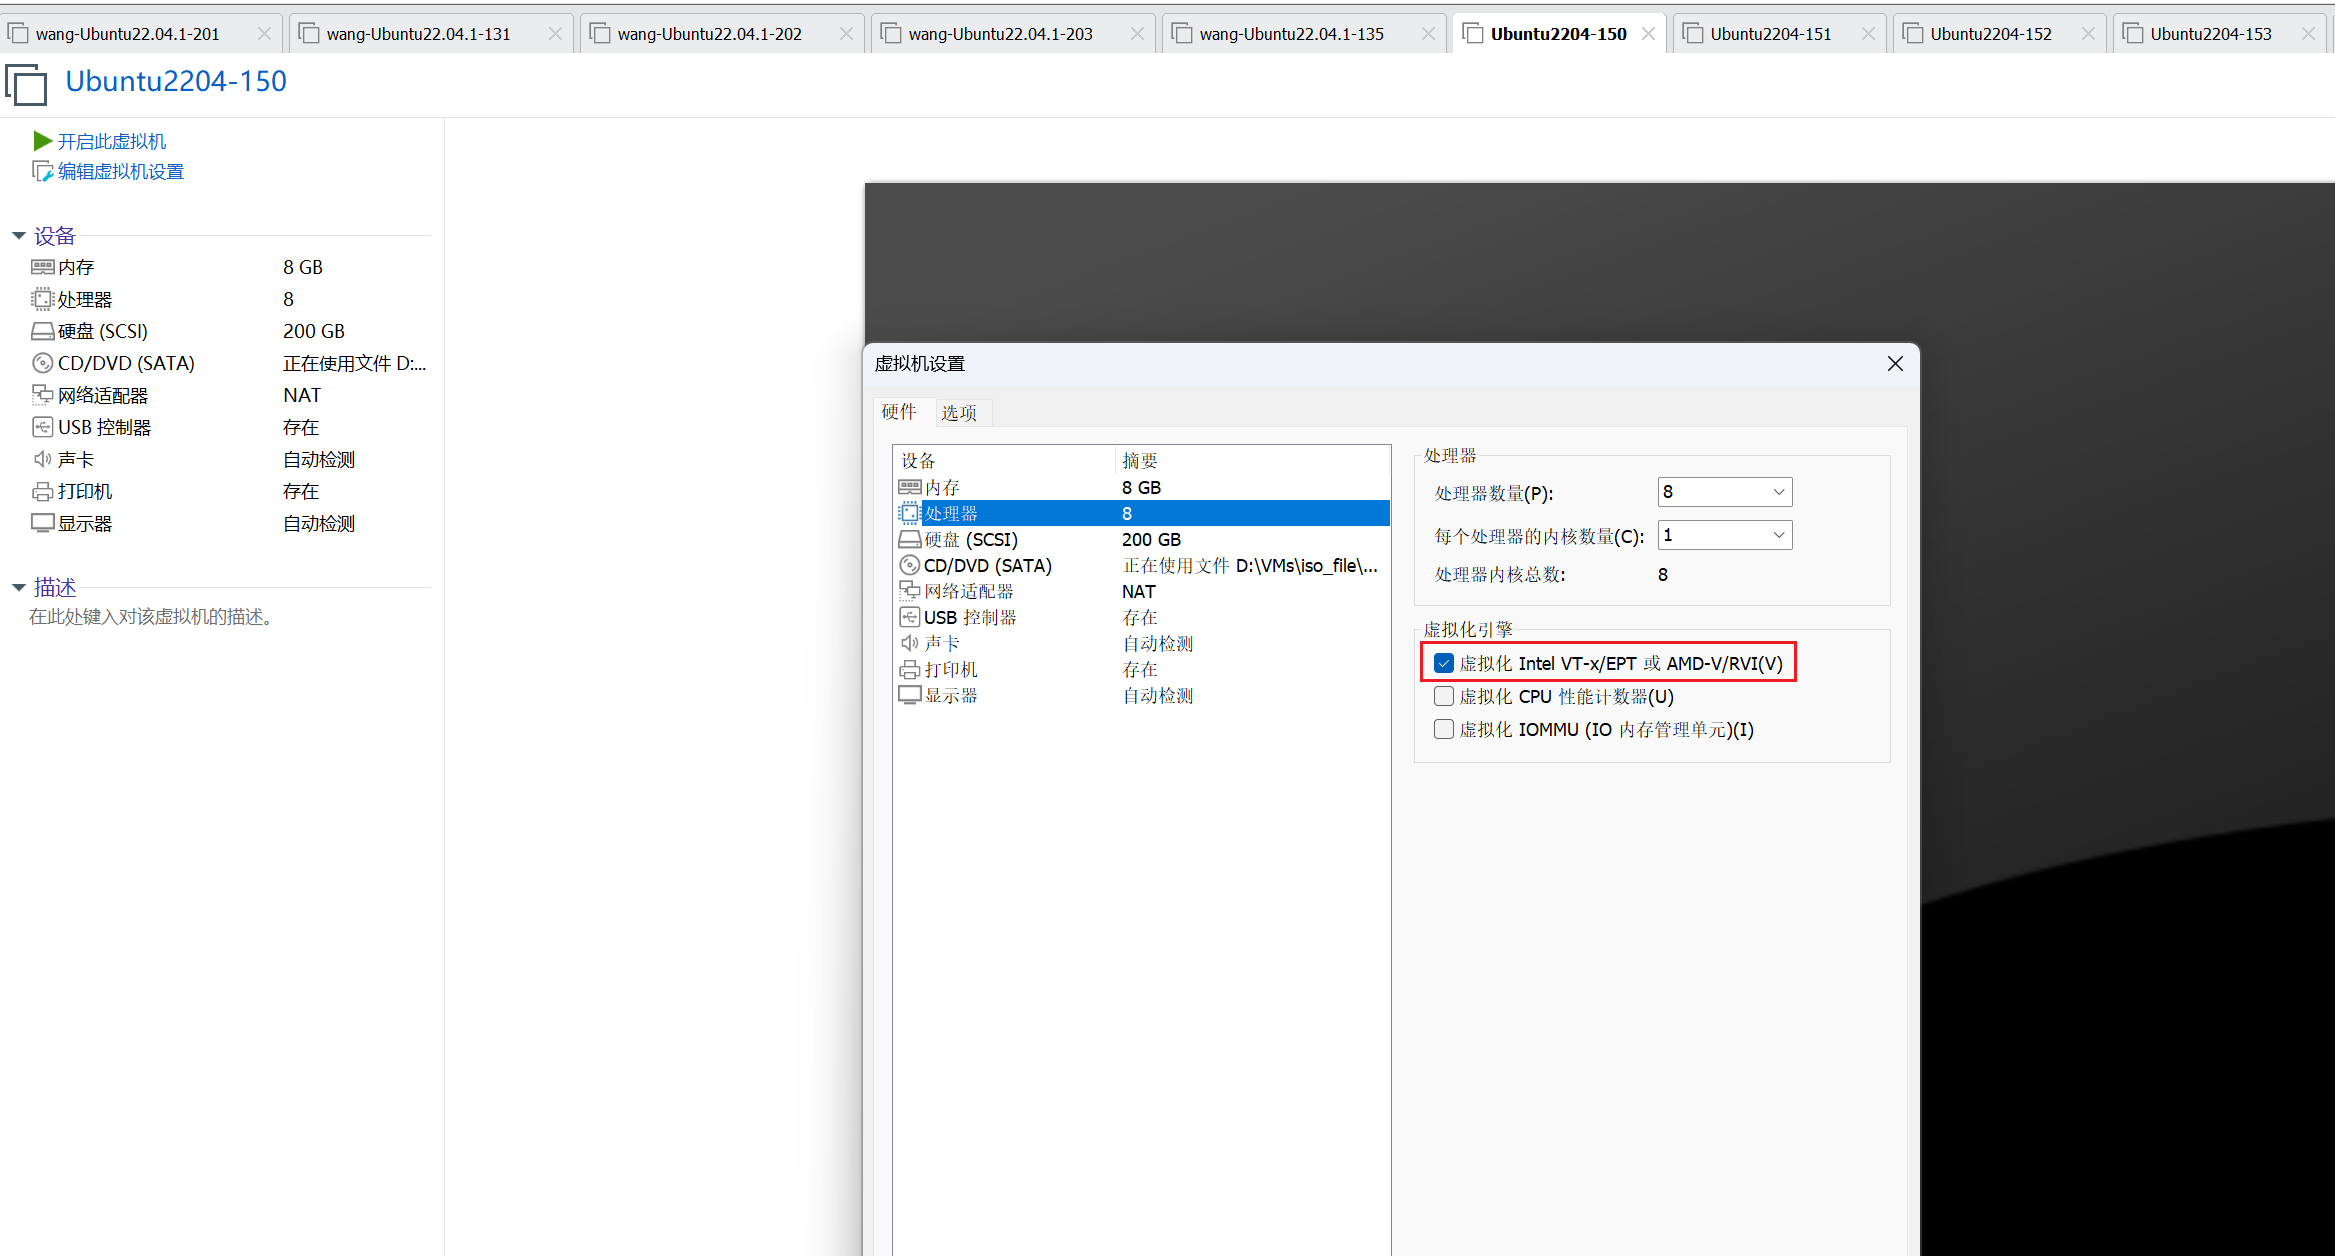 wang-Ubuntu22.04.1-201
wang-Ubuntu22.04.1-131
wang-Ubuntu22.04.1-202
wang-Ubuntu22.04.1-203
wang-Ubuntu22.04.1-135
Ubuntu2204-150
Ubuntu2204-151
Ubuntu2204-152
Ubuntu2204-153
Ubuntu2204-150
开启此虚拟机
编辑虚拟机设置
设备
内存 8 GB
处理器 8
硬盘 (SCSI) 200 GB
CD/DVD (SATA) 正在使用文件 D:...
网络适配器 NAT
USB 控制器 存在
声卡 自动检测
打印机 存在
显示器 自动检测
描述
在此处键入对该虚拟机的描述。
虚拟机设置
硬件 选项
设备 摘要
内存 8 GB
处理器 8
硬盘 (SCSI) 200 GB
CD/DVD (SATA) 正在使用文件 D:\VMs\iso_file\...
网络适配器 NAT
USB 控制器 存在
声卡 自动检测
打印机 存在
显示器 自动检测
处理器
处理器数量(P): 8
每个处理器的内核数量(C): 1
处理器内核总数: 8
虚拟化引擎
虚拟化 Intel VT-x/EPT 或 AMD-V/RVI(V)
虚拟化 CPU 性能计数器(U)
虚拟化 IOMMU (IO 内存管理单元)(I)